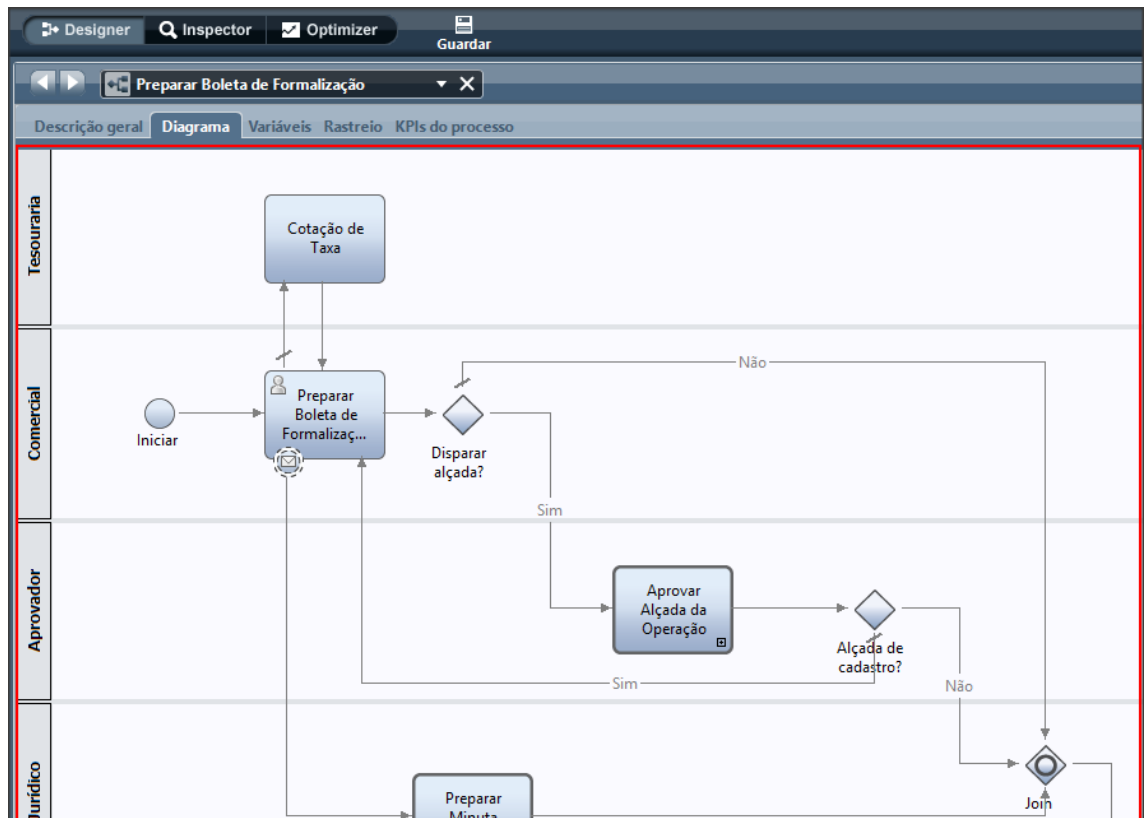 Designer
Inspector
Optimizer
Guardar
Preparar Boleta de Formalização
Descrição geral
Diagrama
Variáveis
Rastreio
KPIs do processo
Tesouraria
Cotação de
Taxa
Comercial
Iniciar
Preparar
Boleta de
Formalizaç...
Disparar
alçada?
Não
Sim
Aprovador
Aprovar
Alçada da
Operação
Alçada de
cadastro?
Sim
Não
Jurídico
Preparar
Minuta
Join